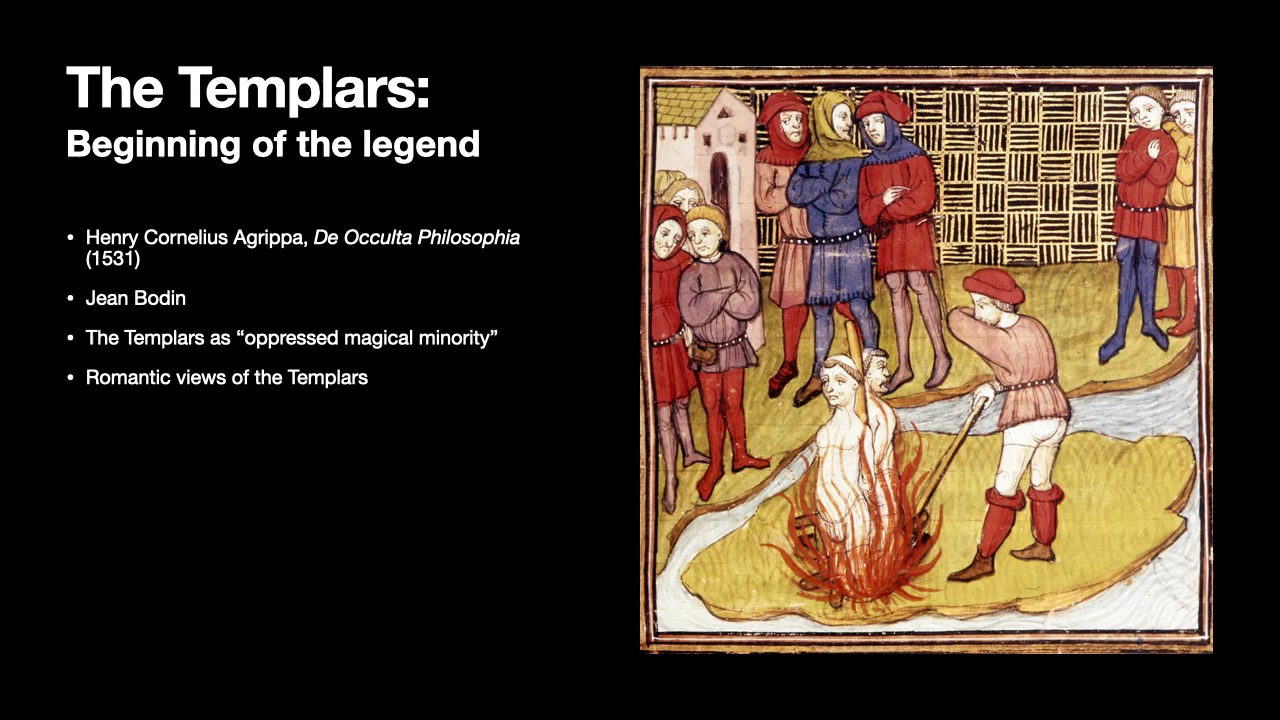 The Templars:
Beginning of the legend
• Henry Cornelius Agrippa, De Occulta Philosophia
(1531)
• Jean Bodin
• The Templars as “oppressed magical minority”
• Romantic views of the Templars